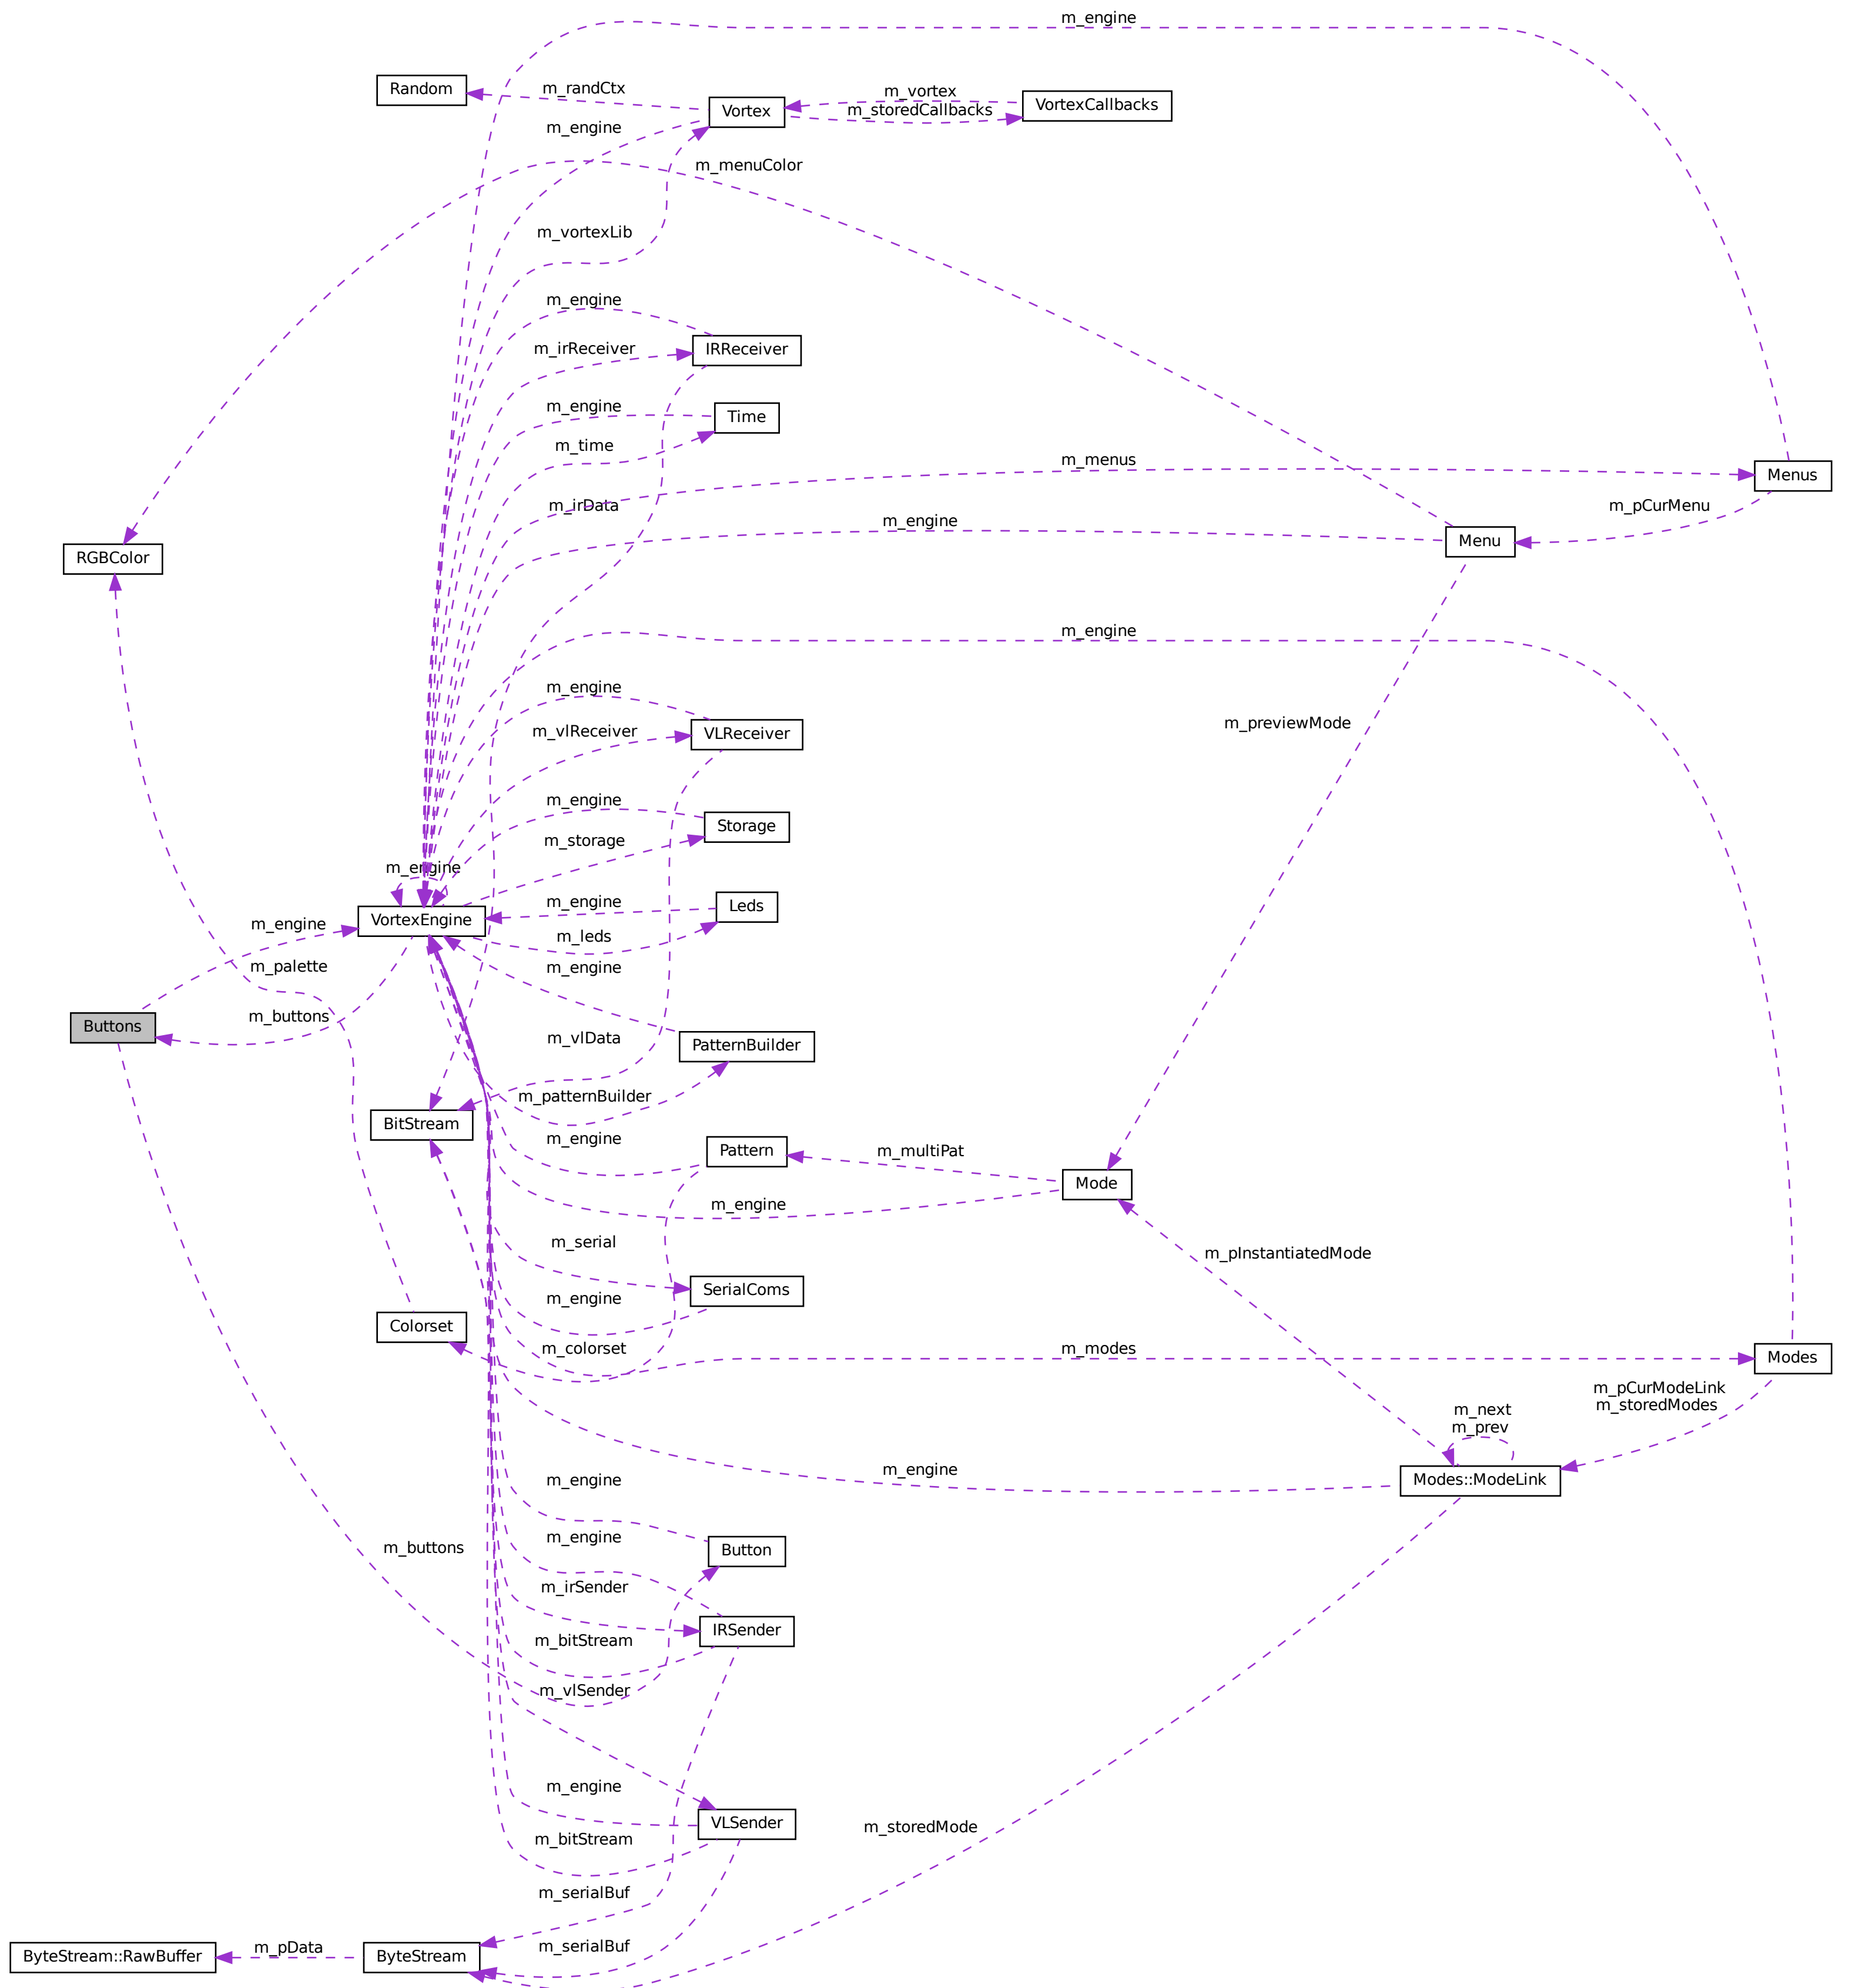 m_engine
Random
m_randCtx
Vortex
m_vortex
m_storedCallbacks
VortexCallbacks
m_engine
m_menuColor
m_vortexLib
m_engine
IRReceiver
m_irReceiver
m_engine
Time
m_time
m_menus
Menus
m_irData
m_pCurMenu
m_engine
Menu
RGBColor
m_engine
m_engine
m_previewMode
VLReceiver
m_vlReceiver
m_engine
Storage
m_storage
m_engine
m_engine
Leds
VortexEngine
m_engine
m_leds
m_palette
m_engine
Buttons
m_buttons
m_vlData
PatternBuilder
m_patternBuilder
BitStream
m_engine
Pattern
m_multiPat
Mode
m_engine
m_serial
m_pInstantiatedMode
SerialComs
m_engine
Colorset
m_colorset
m_modes
Modes
m_pCurModeLink
m_storedModes
m_next
m_prev
m_engine
Modes::ModeLink
m_engine
m_engine
Button
m_buttons
m_irSender
IRSender
m_bitStream
m_vlSender
m_engine
VLSender
m_bitStream
m_storedMode
m_serialBuf
m_pData
m_serialBuf
ByteStream::RawBuffer
ByteStream